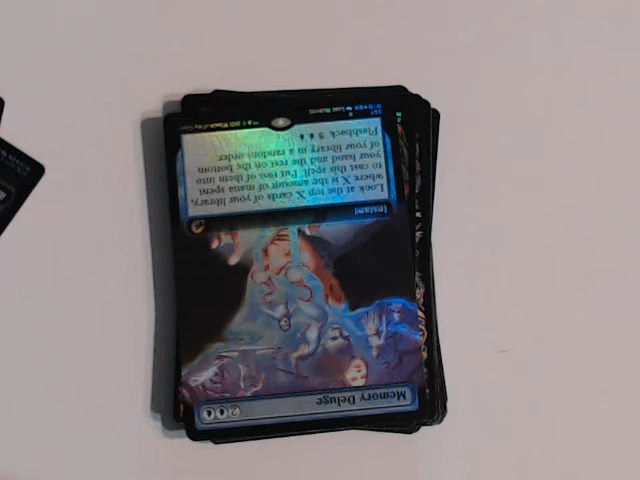 Memory Deluge 2
Instant
Look at the top X cards of your library,
where X is the amount of mana spent
to cast this spell. Put two of them into
your hand and the rest on the bottom
of your library in a random order.
Flashback 5